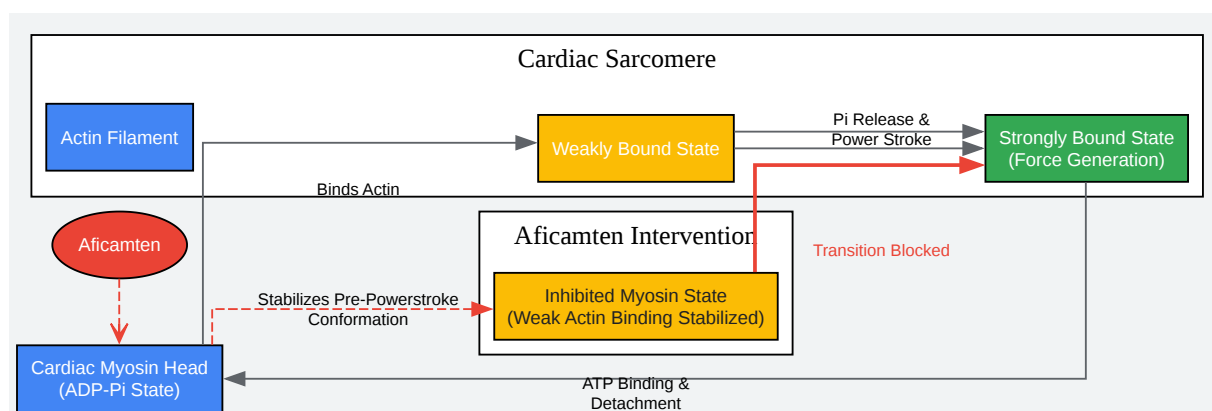 Cardiac Sarcomere
Actin Filament
Weakly Bound State
Pi Release &
Power Stroke
Strongly Bound State
(Force Generation)
Binds Actin
Aficamten
Aficamten Intervention
Transition Blocked
Stabilizes Pre-Powerstroke
Conformation
Inhibited Myosin State
(Weak Actin Binding Stabilized)
Cardiac Myosin Head
(ADP-Pi State)
ATP Binding &
Detachment